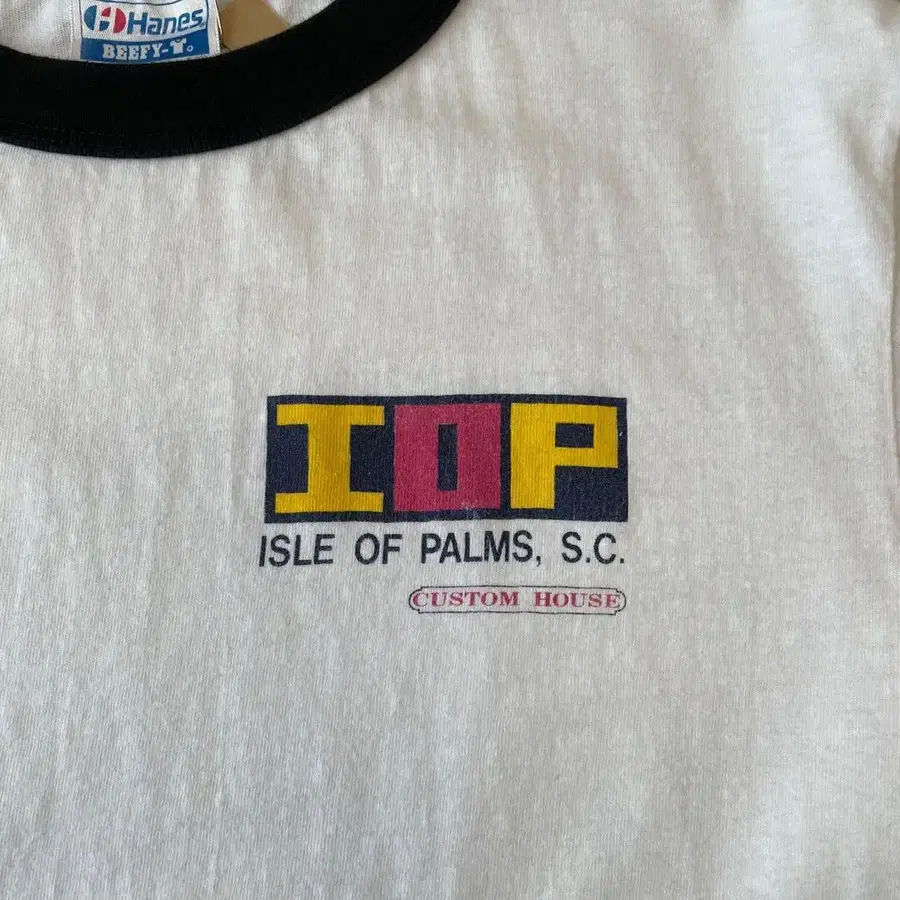 Hanes
BEEFY-T
IOP
ISLE OF PALMS, S.C.
CUSTOM HOUSE